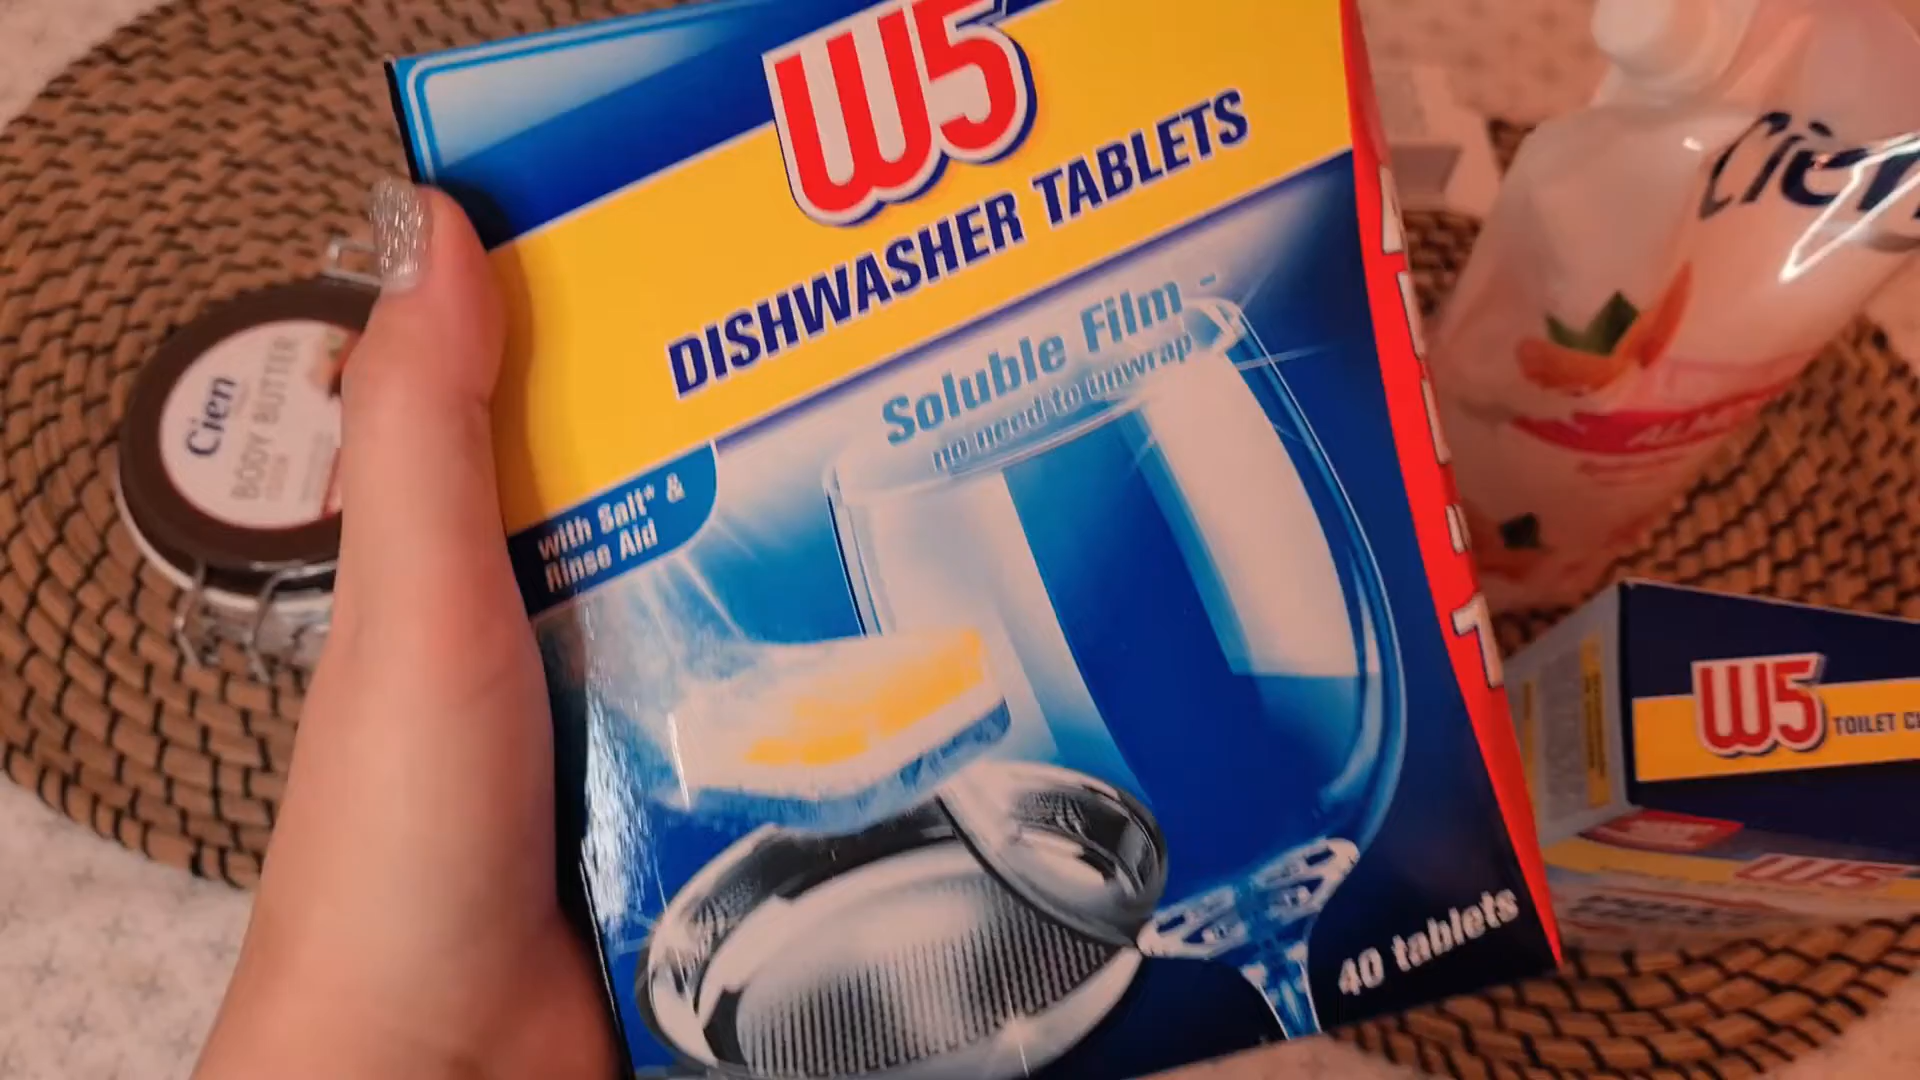 W5
DISHWASHER TABLETS
Soluble Film -
no need to unwrap
with Salt* &
Rinse Aid
40 tablets
Cien
BODY BUTTER
Cien
W5
TOILET
W5